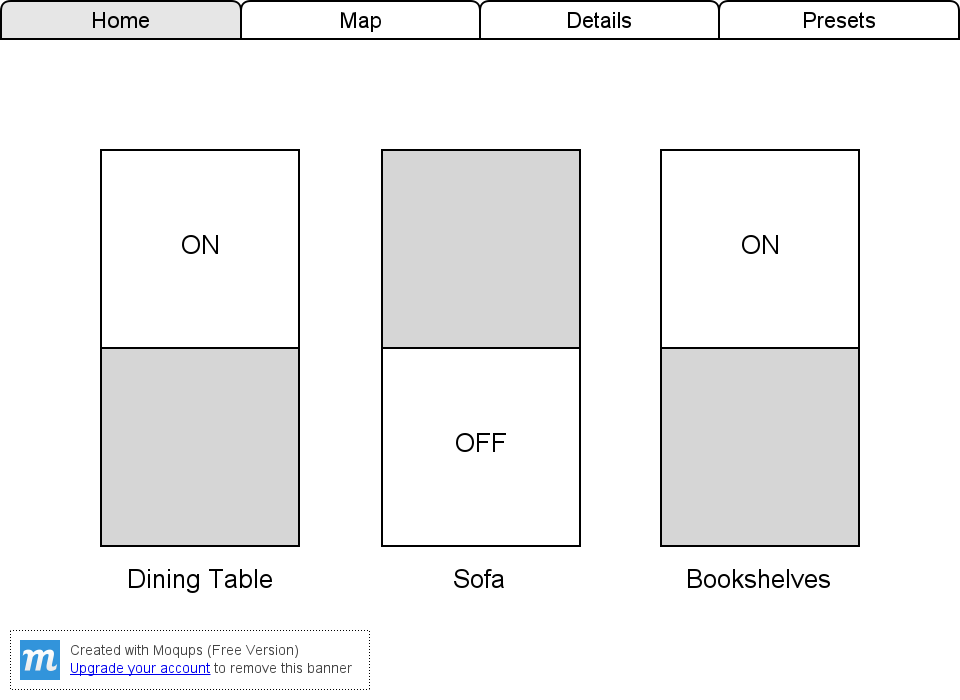 Home
Map
Details
Presets
ON
ON
OFF
Dining Table
Sofa
Bookshelves
m
Created with Moqups (Free Version)
Upgrade your account to remove this banner